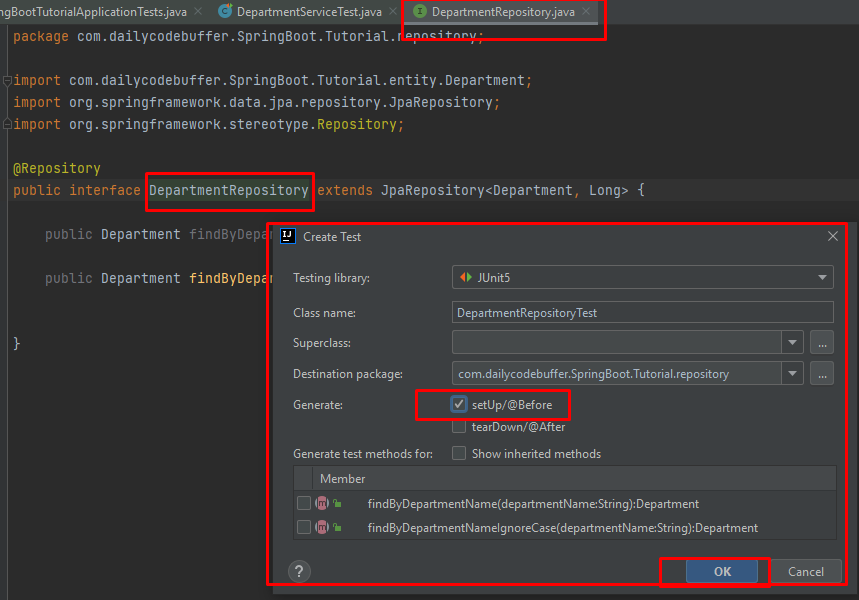 ngBootTutorialApplicationTests.java DepartmentServiceTest.java DepartmentRepository.java
package com.dailycodebuffer.SpringBoot.Tutorial.repository;
import com.dailycodebuffer.SpringBoot.Tutorial.entity.Department;
import org.springframework.data.jpa.repository.JpaRepository;
import org.springframework.stereotype.Repository;
@Repository
public interface DepartmentRepository extends JpaRepository<Department, Long> {
public Department findByDepar
public Department findByDepar
}
Create Test
Testing library: JUnit5
Class name: DepartmentRepositoryTest
Superclass: ...
Destination package: com.dailycodebuffer.SpringBoot.Tutorial.repository ...
Generate: setUp/@Before
tearDown/@After
Generate test methods for: Show inherited methods
Member
findByDepartmentName(departmentName:String):Department
findByDepartmentNameIgnoreCase(departmentName:String):Department
? OK Cancel